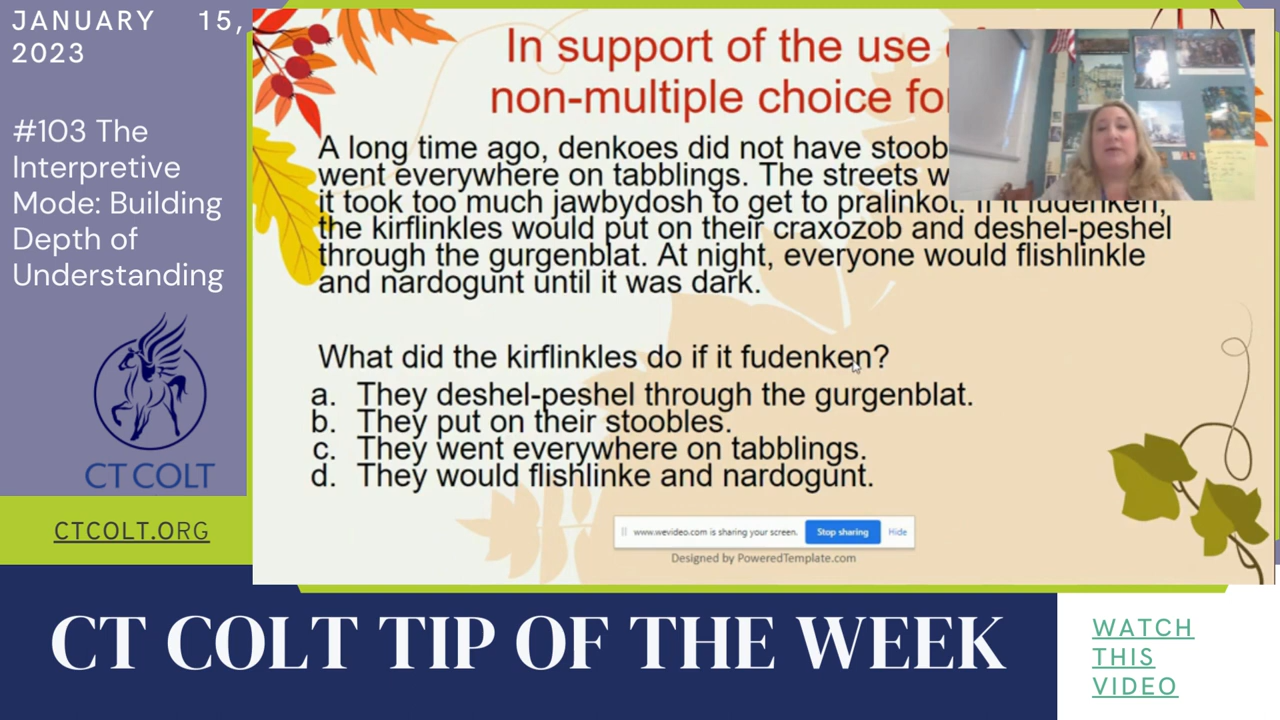 JANUARY 15,
2023
#103 The
Interpretive
Mode: Building
Depth of
Understanding
CT COLT
CTCOLT.ORG
In support of the use
non-multiple choice
A long time ago, denkoes did not have
went everywhere on tabblings. The streets
it took too much jawbydosh to get to pralinkot. If it fudenken,
the kirflinkles would put on their craxozob and deshel-peshel
through the gurgenblat. At night, everyone would flishlinkle
and nardogunt until it was dark.
What did the kirflinkles do if it fudenken?
a. They deshel-peshel through the gurgenblat.
b. They put on their stoobles.
c. They went everywhere on tabblings.
d. They would flishlinke and nardogunt.
www.wevideo.com is sharing your screen. Stop sharing Hide
Designed by PoweredTemplate.com
CT COLT TIP OF THE WEEK
WATCH
THIS
VIDEO